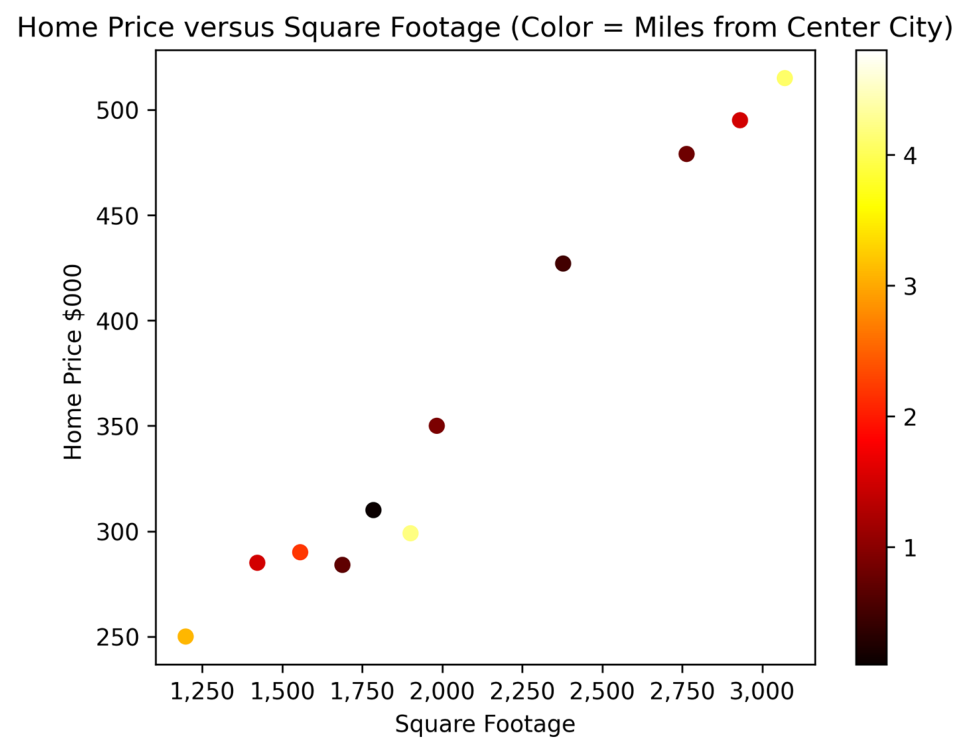 Home Price versus Square Footage (Color = Miles from Center City)
500
450
400
350
300
250
Home Price $000
1,250 1,500 1,750 2,000 2,250 2,500 2,750 3,000
Square Footage
4
3
2
1